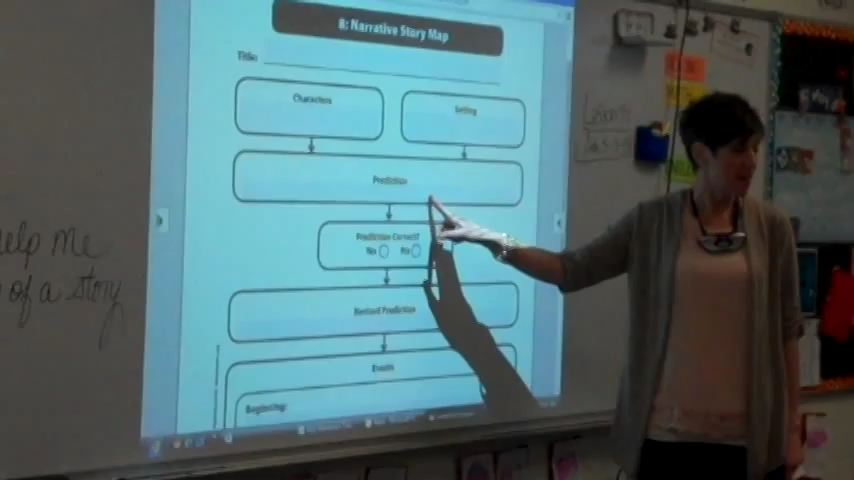 8: Narrative Story Map
Title:
Characters
Setting
Prediction
Prediction Correct?
Yes No
Revised Prediction
Events
Beginning:
help me
of a story